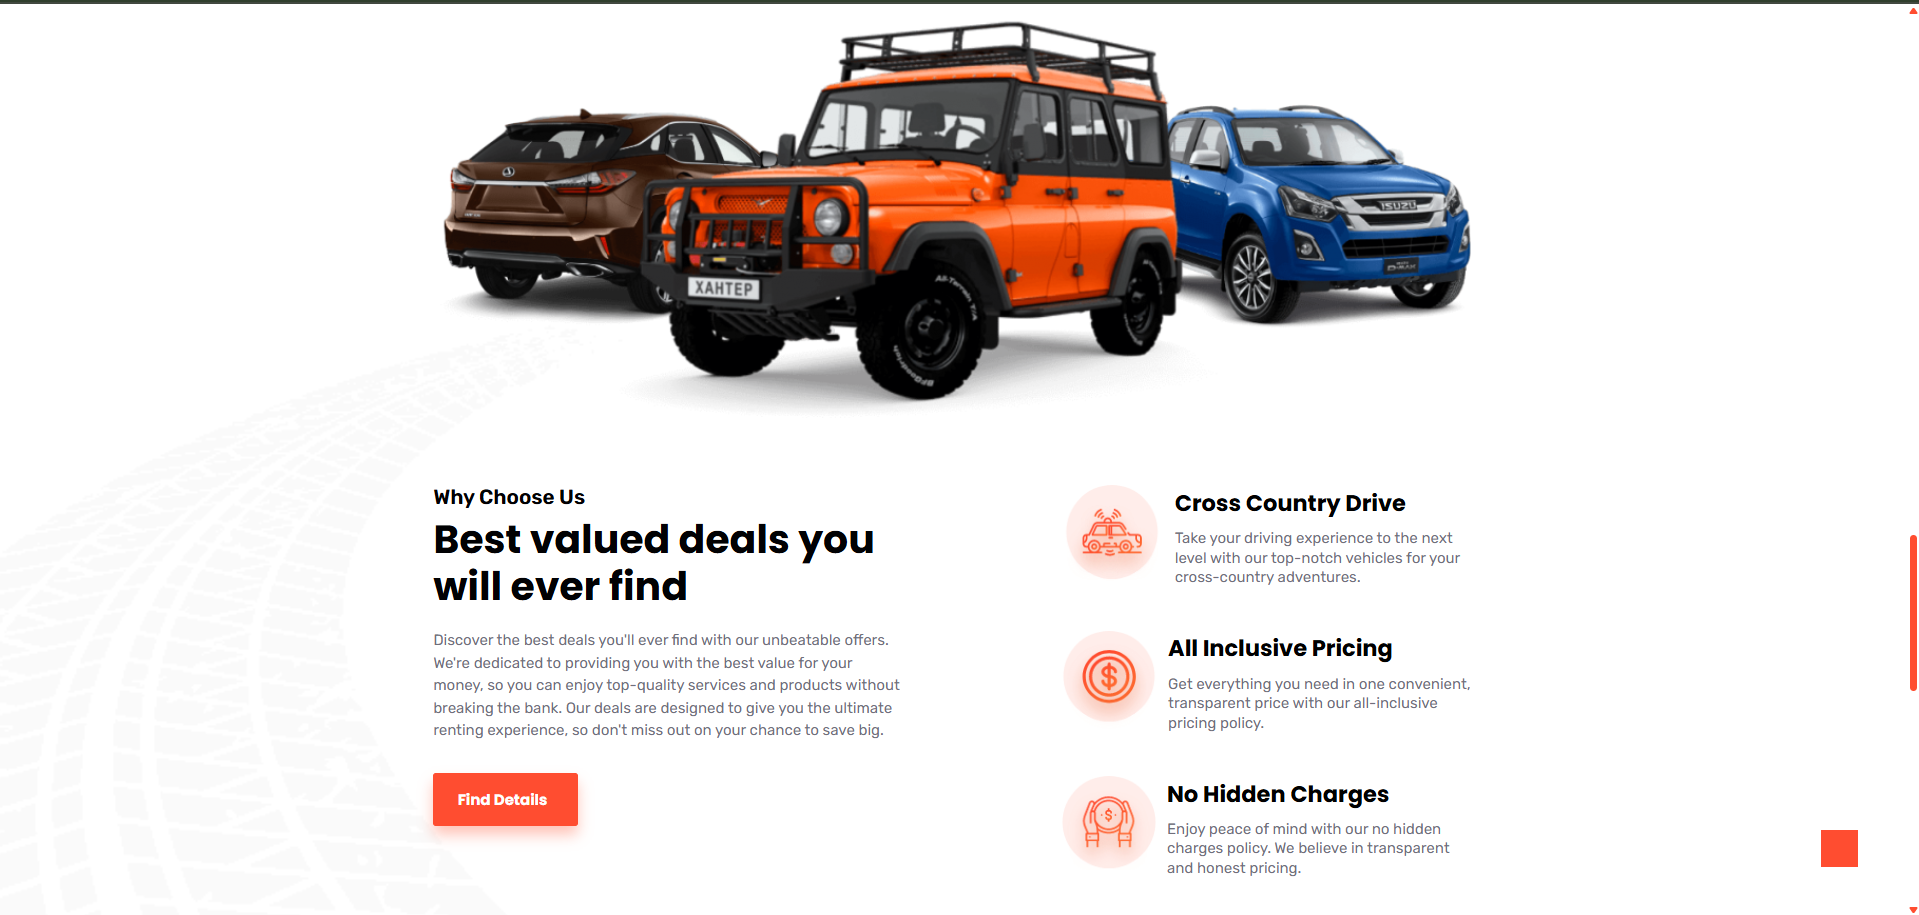 ISUZU
D-MAX
XAHTEP
All-Terrain T/A
BFGoodrich
Why Choose Us
Best valued deals you
will ever find
Discover the best deals you'll ever find with our unbeatable offers.
We're dedicated to providing you with the best value for your
money, so you can enjoy top-quality services and products without
breaking the bank. Our deals are designed to give you the ultimate
renting experience, so don't miss out on your chance to save big.
Find Details
Cross Country Drive
Take your driving experience to the next
level with our top-notch vehicles for your
cross-country adventures.
$
All Inclusive Pricing
Get everything you need in one convenient,
transparent price with our all-inclusive
pricing policy.
$
No Hidden Charges
Enjoy peace of mind with our no hidden
charges policy. We believe in transparent
and honest pricing.